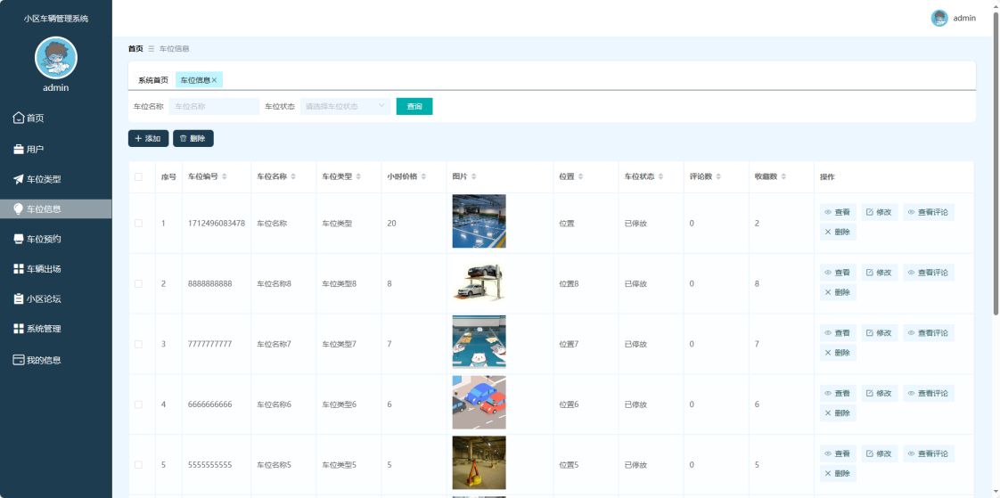 小区车辆管理系统
admin
admin
首页
用户
车位类型
车位信息
车位预约
车辆出场
小区论坛
系统管理
我的信息
首页 ☰ 车位信息
系统首页 车位信息×
车位名称 车位名称 车位状态 请选择车位状态 查询
+ 添加 删除
序号 车位编号 车位名称 车位类型 小时价格 图片 位置 车位状态 评论数 收藏数 操作
1 1712496083478 车位名称 车位类型 20 位置 已停放 2 查看 修改 查看评论
× 删除
2 8888888888 车位名称8 车位类型8 8 位置8 已停放 0 8 查看 修改 查看评论
× 删除
3 7777777777 车位名称7 车位类型7 7 位置7 已停放 0 7 查看 修改 查看评论
× 删除
4 6666666666 车位名称6 车位类型6 6 位置6 已停放 0 6 查看 修改 查看评论
× 删除
5 5555555555 车位名称5 车位类型5 5 位置5 已停放 0 5 查看 修改 查看评论
× 删除